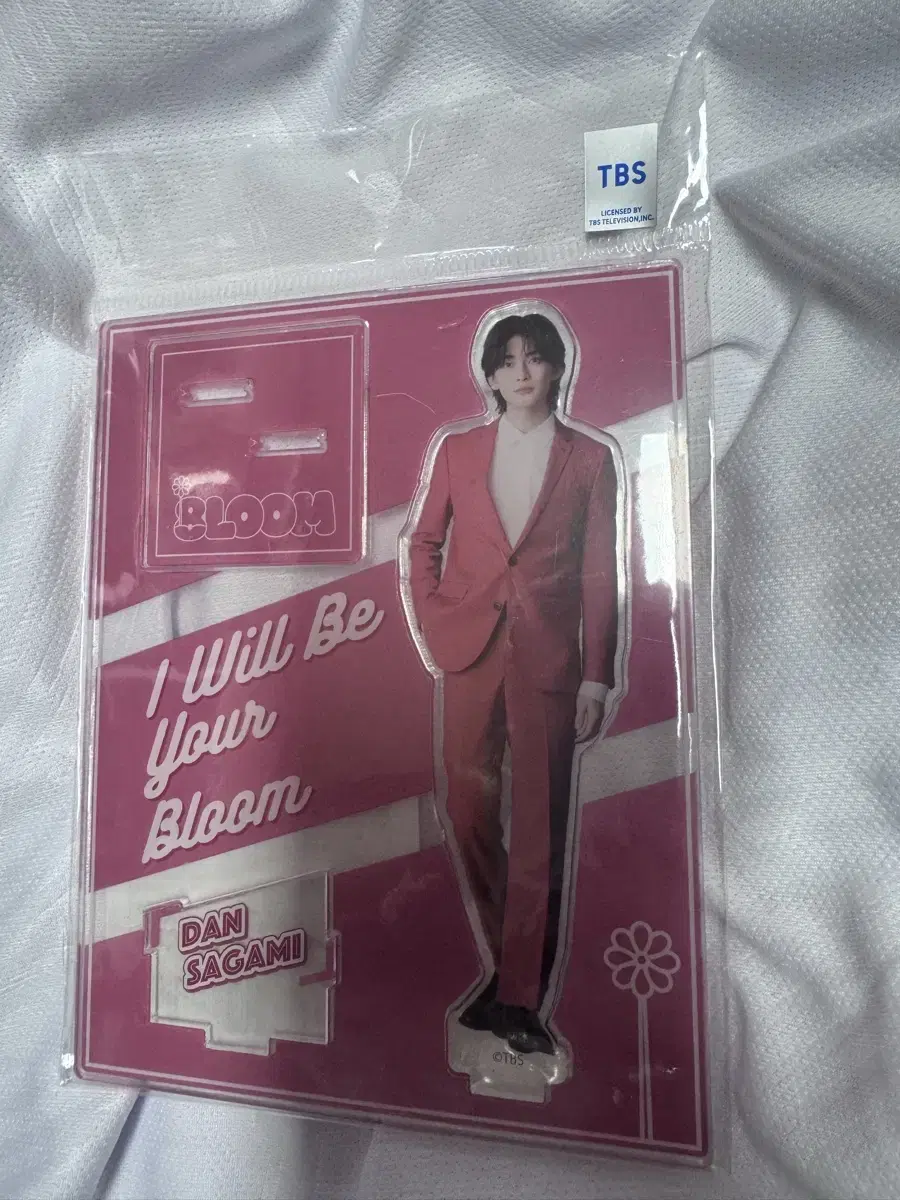 TBS
LICENSED BY
TBS TELEVISION,INC.
BLOOM
I Will Be
Your
Bloom
DAN
SAGAMI
©TBS